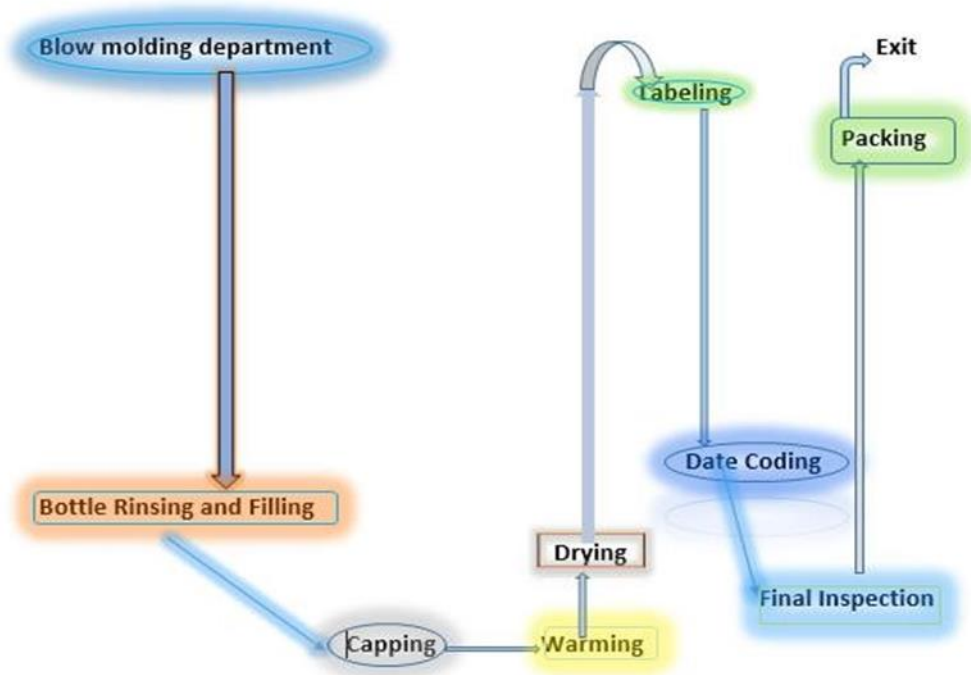 Blow molding department
Bottle Rinsing and Filling
Capping
Warming
Drying
Labeling
Date Coding
Final Inspection
Packing
Exit